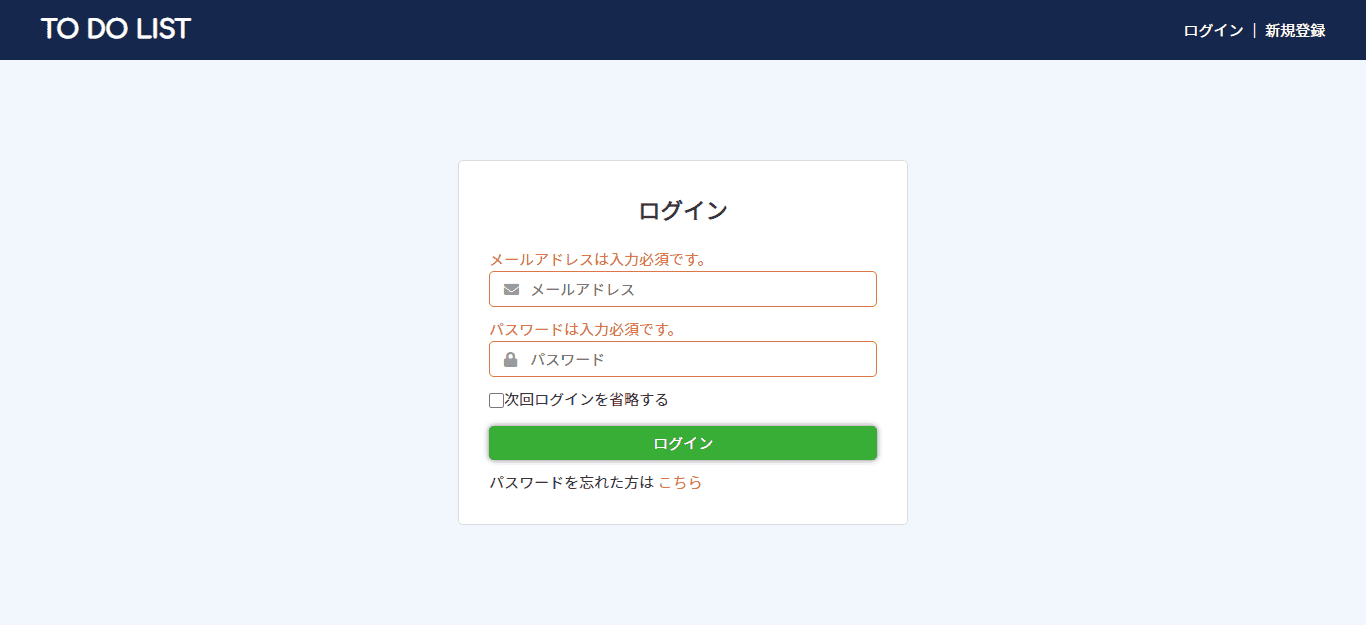 TO DO LIST
ログイン | 新規登録
ログイン
メールアドレスは入力必須です。
メールアドレス
パスワードは入力必須です。
パスワード
次回ログインを省略する
ログイン
パスワードを忘れた方は こちら